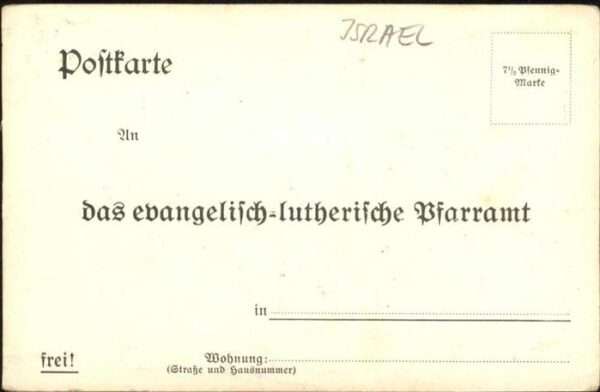 ISRAEL
Postkarte
7½ Pfennig-
Marke
An
das evangelisch-lutherische Pfarramt
in
frei!
Wohnung:
(Straße und Hausnummer)